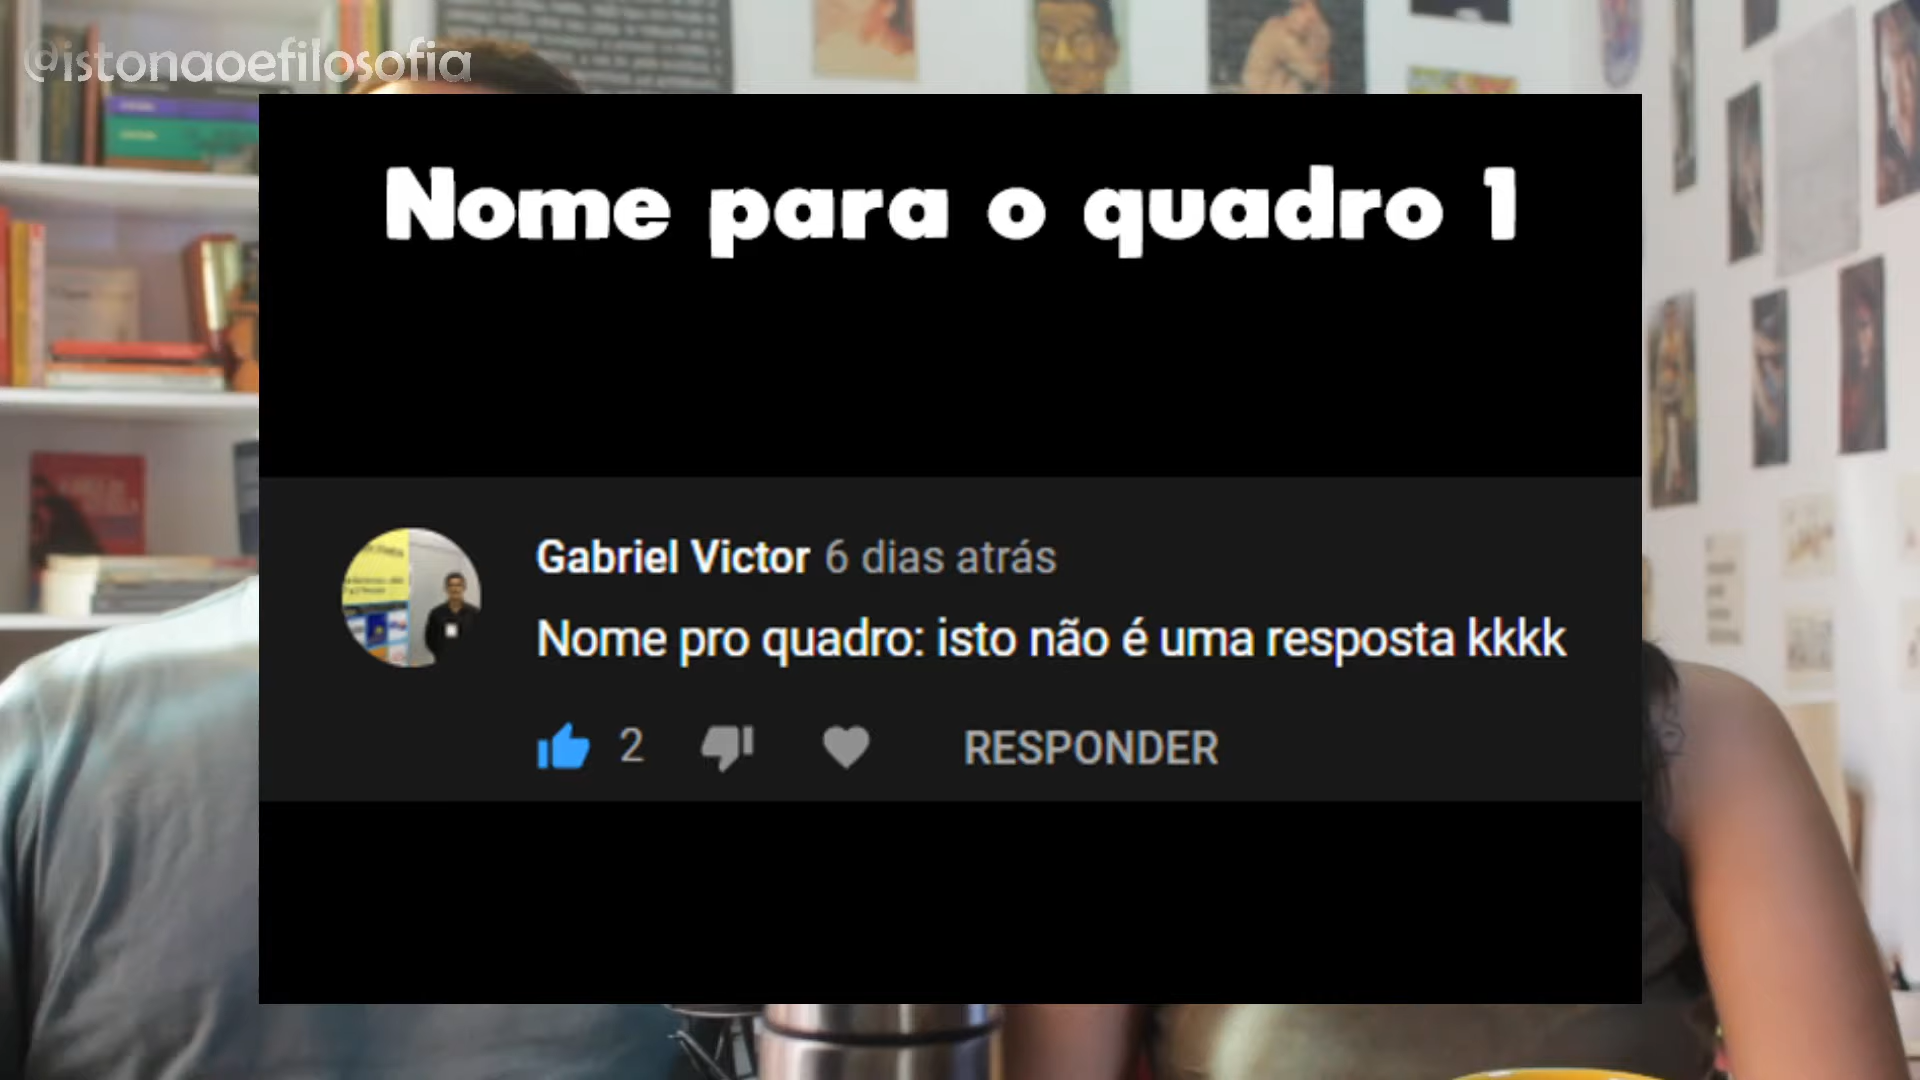 @istonaoefilosofia
Nome para o quadro 1
Gabriel Victor 6 dias atrás
Nome pro quadro: isto não é uma resposta kkkk
2
RESPONDER